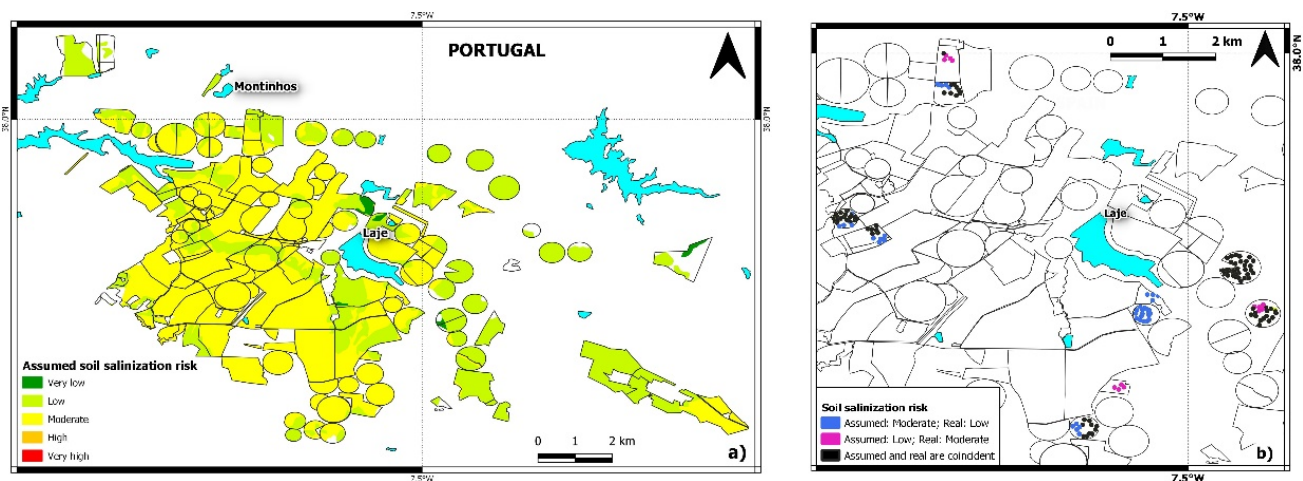 7.5°W
PORTUGAL
Montinhos
38.0°N
38.0°N
Laje
Assumed soil salinization risk
Very low
Low
Moderate
High
Very high
0 1 2 km
a)
7.5°W
7.5°W
0 1 2 km
38.0°N
Laje
Soil salinization risk
Assumed: Moderate; Real: Low
Assumed: Low; Real: Moderate
Assumed and real are coincident
b)
7.5°W